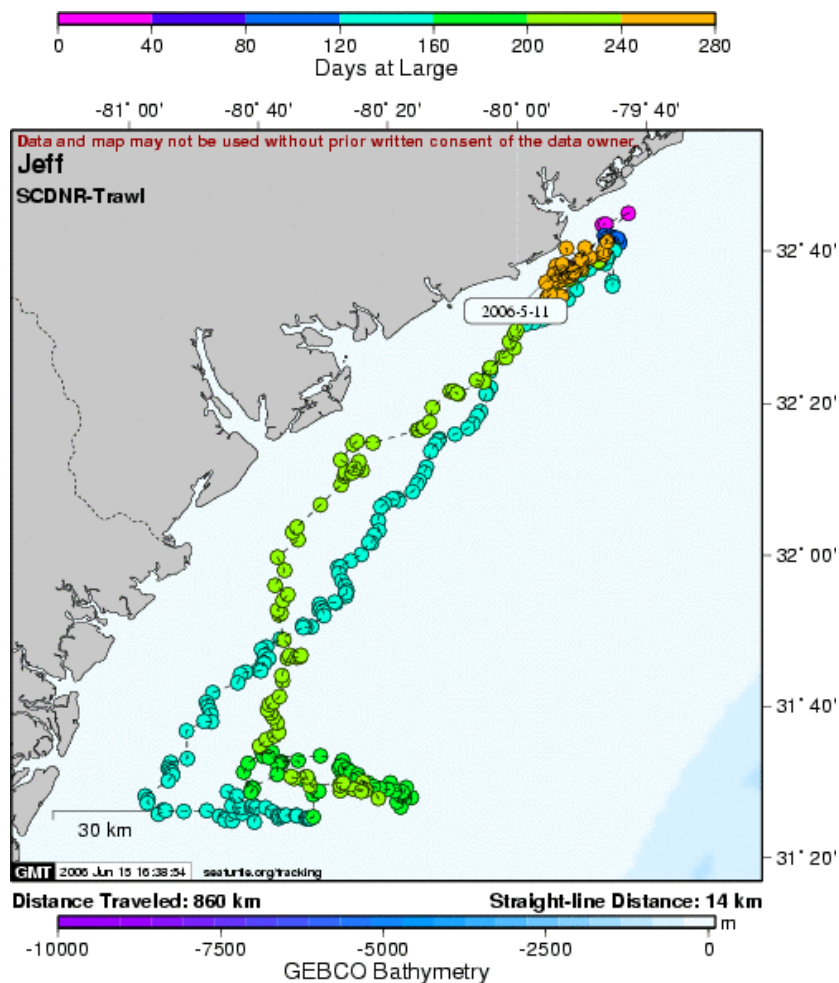 0 40 80 120 160 200 240 280
Days at Large
-81° 00' -80° 40' -80° 20' -80° 00' -79° 40'
Data and map may not be used without prior written consent of the data owner.
Jeff
SCDNR-Trawl
32° 40'
2006-5-11
32° 20'
32° 00'
31° 40'
30 km
31° 20'
GMT 2006 Jun 15 16:38:54 seaturtle.org/tracking
Distance Traveled: 860 km Straight-line Distance: 14 km
m
-10000 -7500 -5000 -2500 0
GEBCO Bathymetry